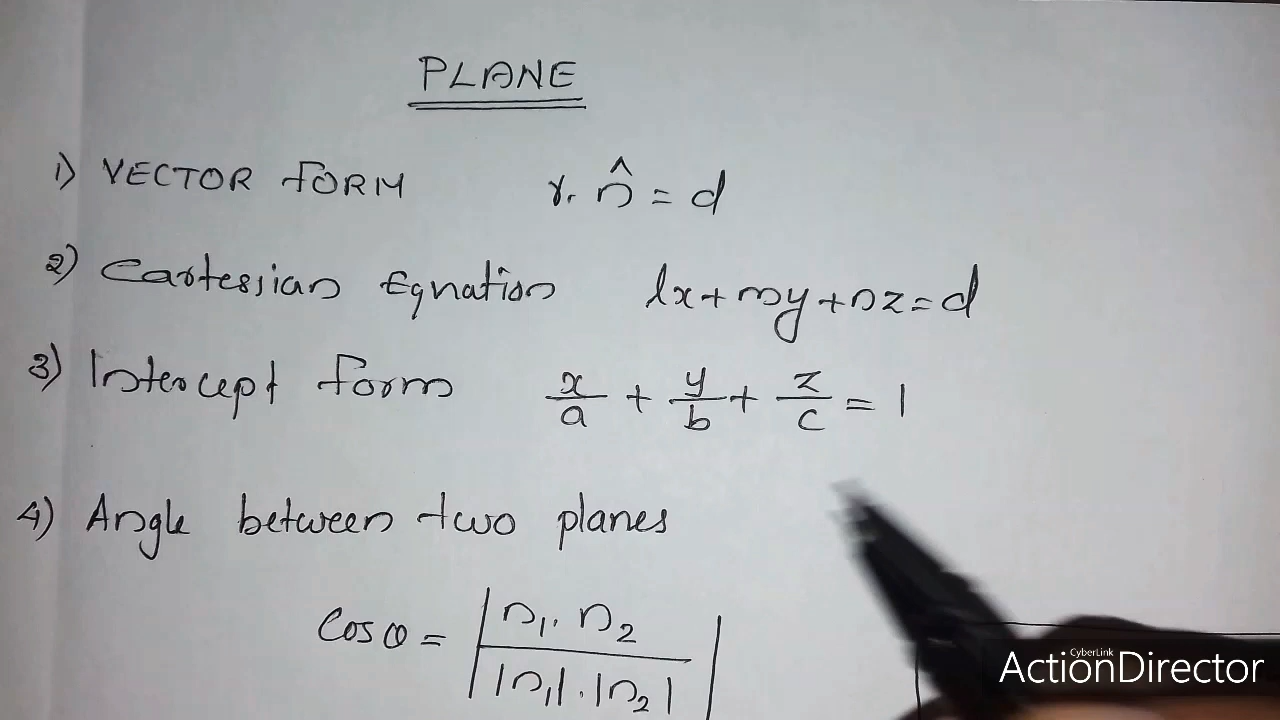 PLANE
1) VECTOR FORM r. n̂ = d
2) Cartesian Equation lx+my+nz=d
3) Intercept form x/a + y/b + z/c = 1
4) Angle between two planes
Cosθ = | n₁. n₂ / |n₁|.|n₂| |
CyberLink
ActionDirector